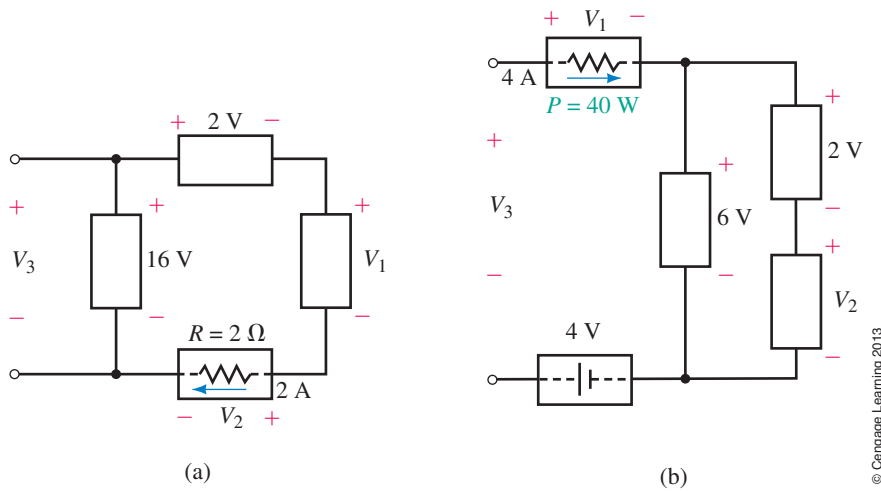 2 V
+ −
+
V3
−
+
16 V
−
+
V1
−
R = 2 Ω
2 A
− V2 +
(a)
+ V1 −
4 A
P = 40 W
+
V3
−
+
6 V
−
+
2 V
−
+
V2
−
4 V
(b)
© Cengage Learning 2013